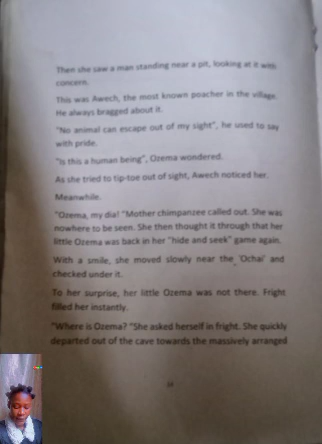 Then she saw a man standing near a pit, looking at it with
concern.
This was Awech, the most known poacher in the village.
He always bragged about it.
"No animal can escape out of my sight", he used to say
with pride.
"Is this a human being", Ozema wondered.
As she tried to tip-toe out of sight, Awech noticed her.
Meanwhile.
"Ozema, my dia! "Mother chimpanzee called out. She was
nowhere to be seen. She then thought it through that her
little Ozema was back in her "hide and seek" game again.
With a smile, she moved slowly near the 'Ochai' and
checked under it.
To her surprise, her little Ozema was not there. Fright
filled her instantly.
"Where is Ozema? "She asked herself in fright. She quickly
departed out of the cave towards the massively arranged